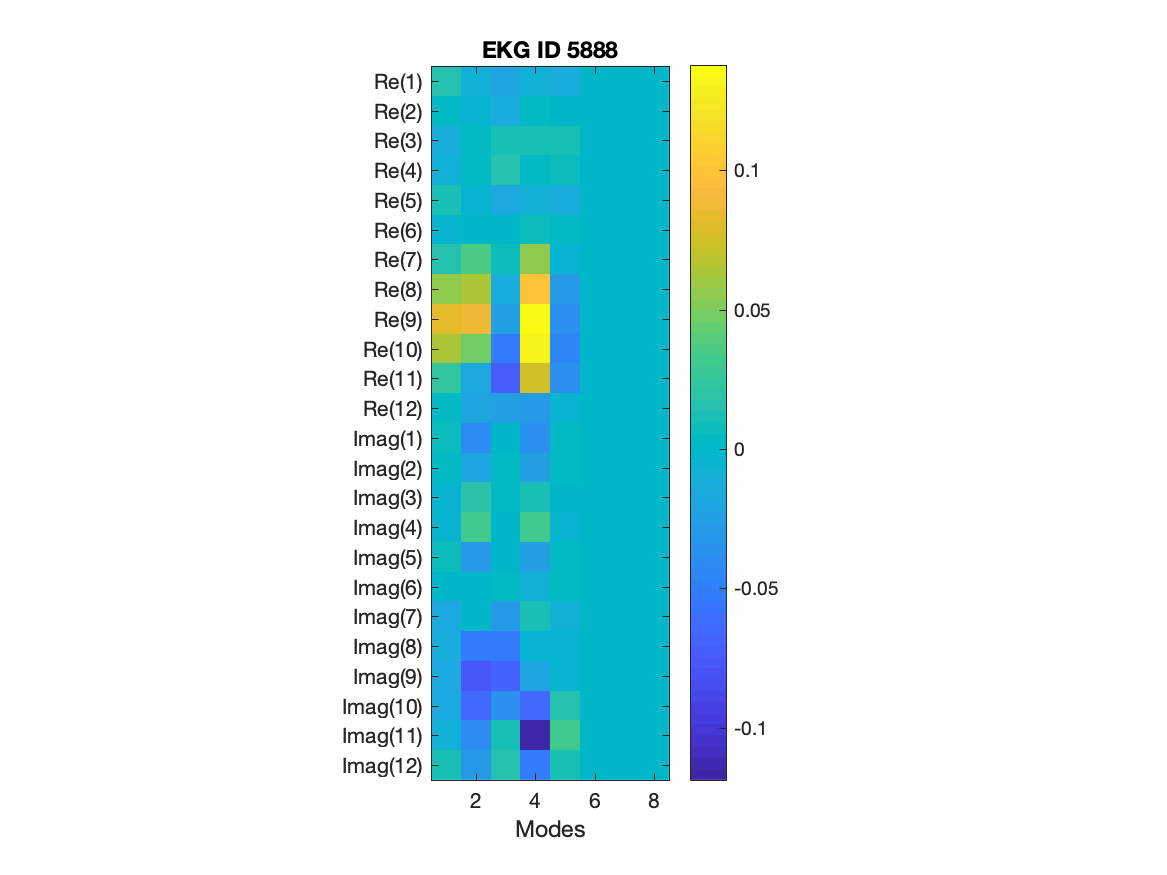 EKG ID 5888
Re(1)
Re(2)
Re(3)
Re(4)
Re(5)
Re(6)
Re(7)
Re(8)
Re(9)
Re(10)
Re(11)
Re(12)
Imag(1)
Imag(2)
Imag(3)
Imag(4)
Imag(5)
Imag(6)
Imag(7)
Imag(8)
Imag(9)
Imag(10)
Imag(11)
Imag(12)
2 4 6 8
Modes
0.1
0.05
0
-0.05
-0.1